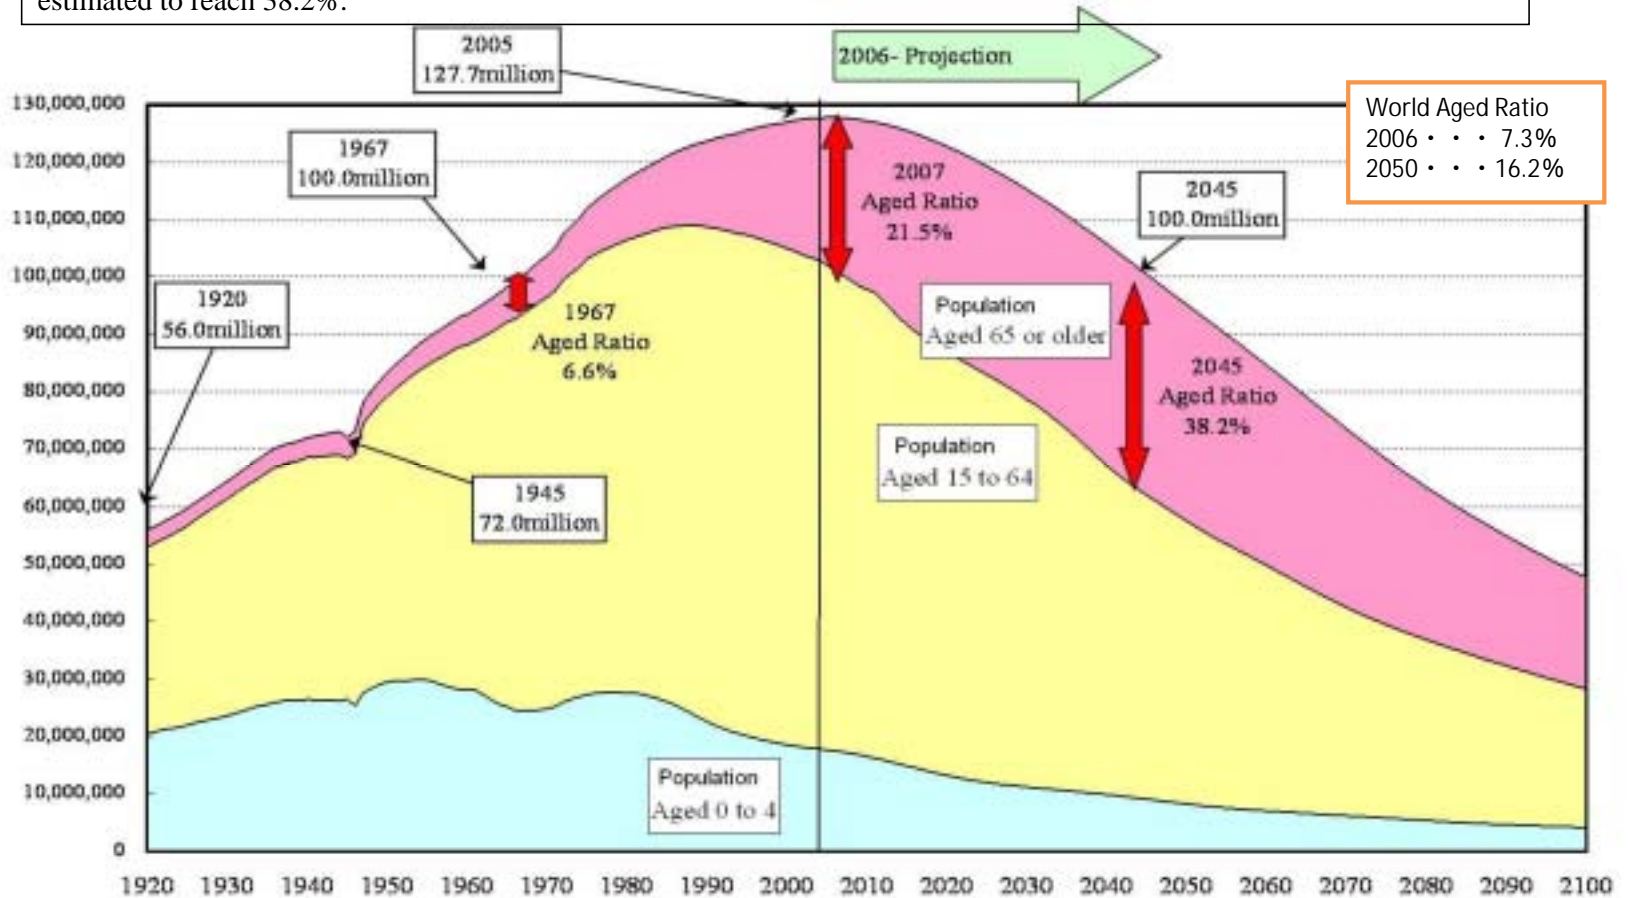 estimated to reach 38.2%.
2005
127.7million
2006- Projection
World Aged Ratio
2006・・・ 7.3%
2050・・・16.2%
1967
100.0million
2007
Aged Ratio
21.5%
2045
100.0million
1920
56.0million
1967
Aged Ratio
6.6%
Population
Aged 65 or older
2045
Aged Ratio
38.2%
Population
Aged 15 to 64
1945
72.0million
Population
Aged 0 to 4
130,000,000
120,000,000
110,000,000
100,000,000
90,000,000
80,000,000
70,000,000
60,000,000
50,000,000
40,000,000
30,000,000
20,000,000
10,000,000
0
1920 1930 1940 1950 1960 1970 1980 1990 2000 2010 2020 2030 2040 2050 2060 2070 2080 2090 2100